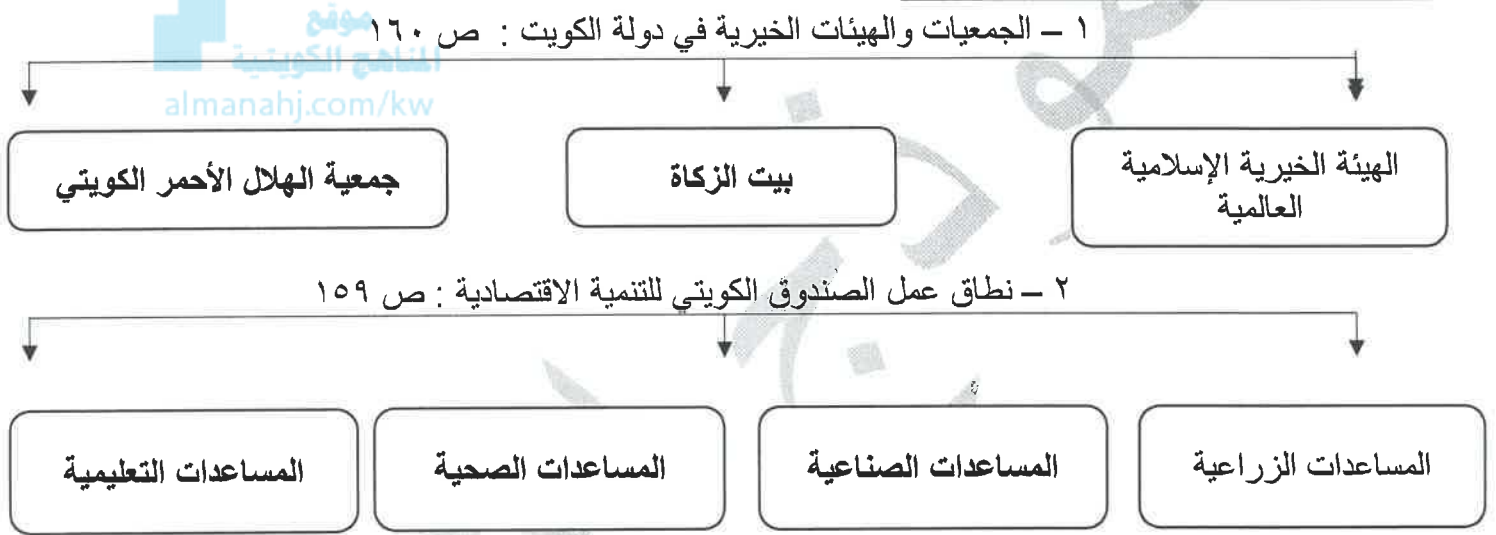 موقع
المناهج الكويتية
almanahj.com/kw
١ – الجمعيات والهيئات الخيرية في دولة الكويت : ص ١٦٠
الهيئة الخيرية الإسلامية
العالمية
بيت الزكاة
جمعية الهلال الأحمر الكويتي
٢ – نطاق عمل الصندوق الكويتي للتنمية الاقتصادية : ص ١٥٩
المساعدات الزراعية
المساعدات الصناعية
المساعدات الصحية
المساعدات التعليمية